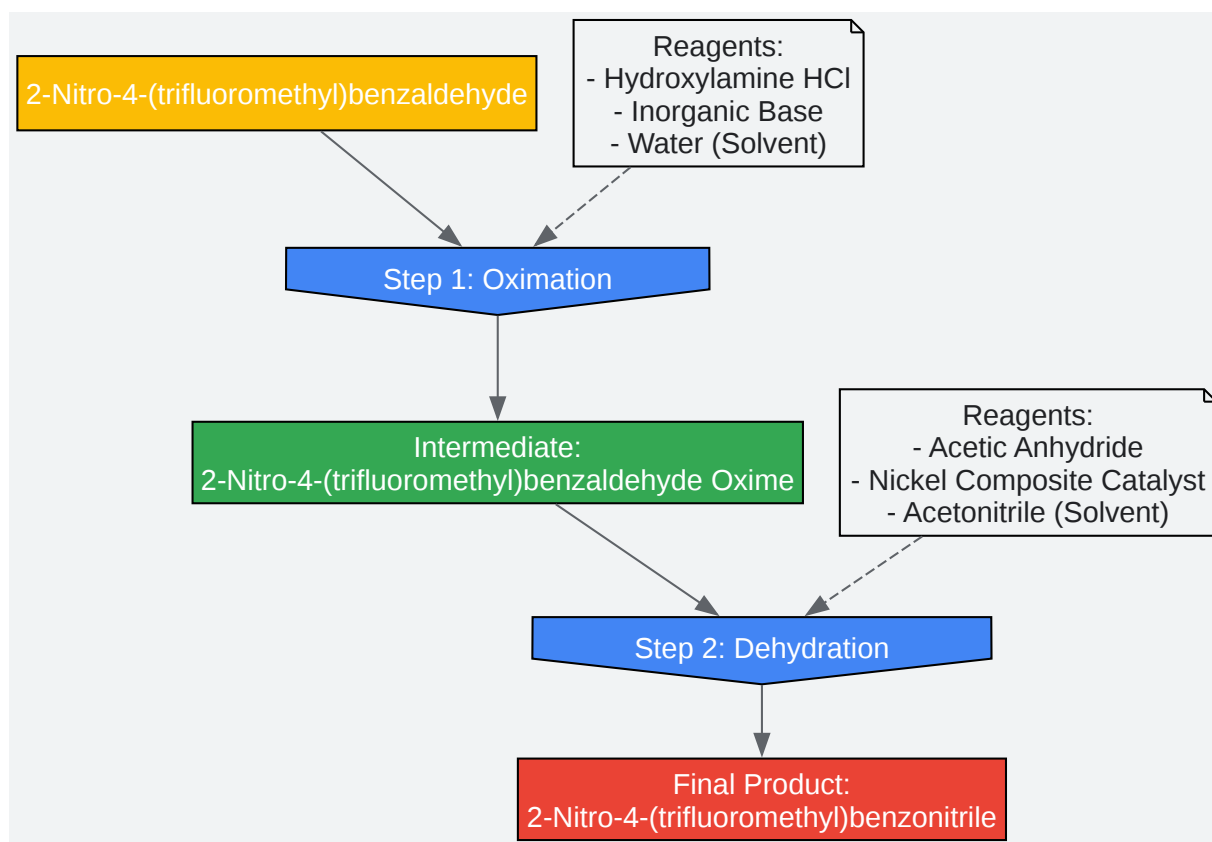 2-Nitro-4-(trifluoromethyl)benzaldehyde
Reagents:
- Hydroxylamine HCl
- Inorganic Base
- Water (Solvent)
Step 1: Oximation
Intermediate:
2-Nitro-4-(trifluoromethyl)benzaldehyde Oxime
Reagents:
- Acetic Anhydride
- Nickel Composite Catalyst
- Acetonitrile (Solvent)
Step 2: Dehydration
Final Product:
2-Nitro-4-(trifluoromethyl)benzonitrile